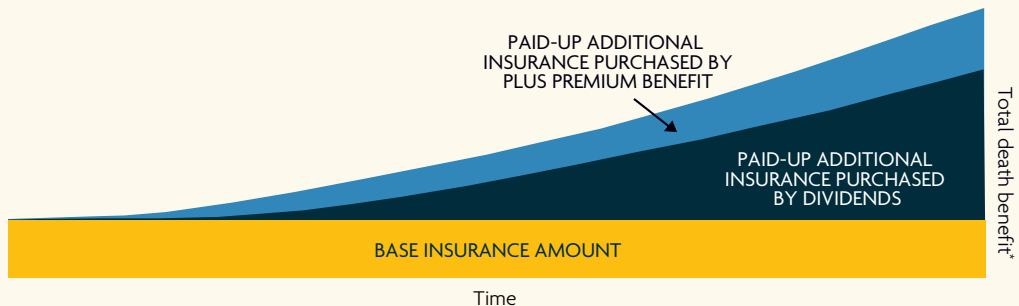 PAID-UP ADDITIONAL
INSURANCE PURCHASED BY
PLUS PREMIUM BENEFIT
PAID-UP ADDITIONAL
INSURANCE PURCHASED
BY DIVIDENDS
Total death benefit*
BASE INSURANCE AMOUNT
Time